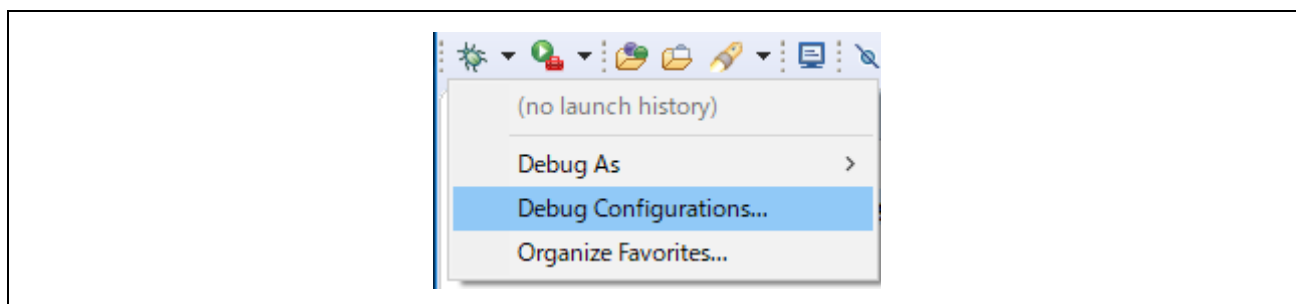 (no launch history)
Debug As
Debug Configurations...
Organize Favorites...